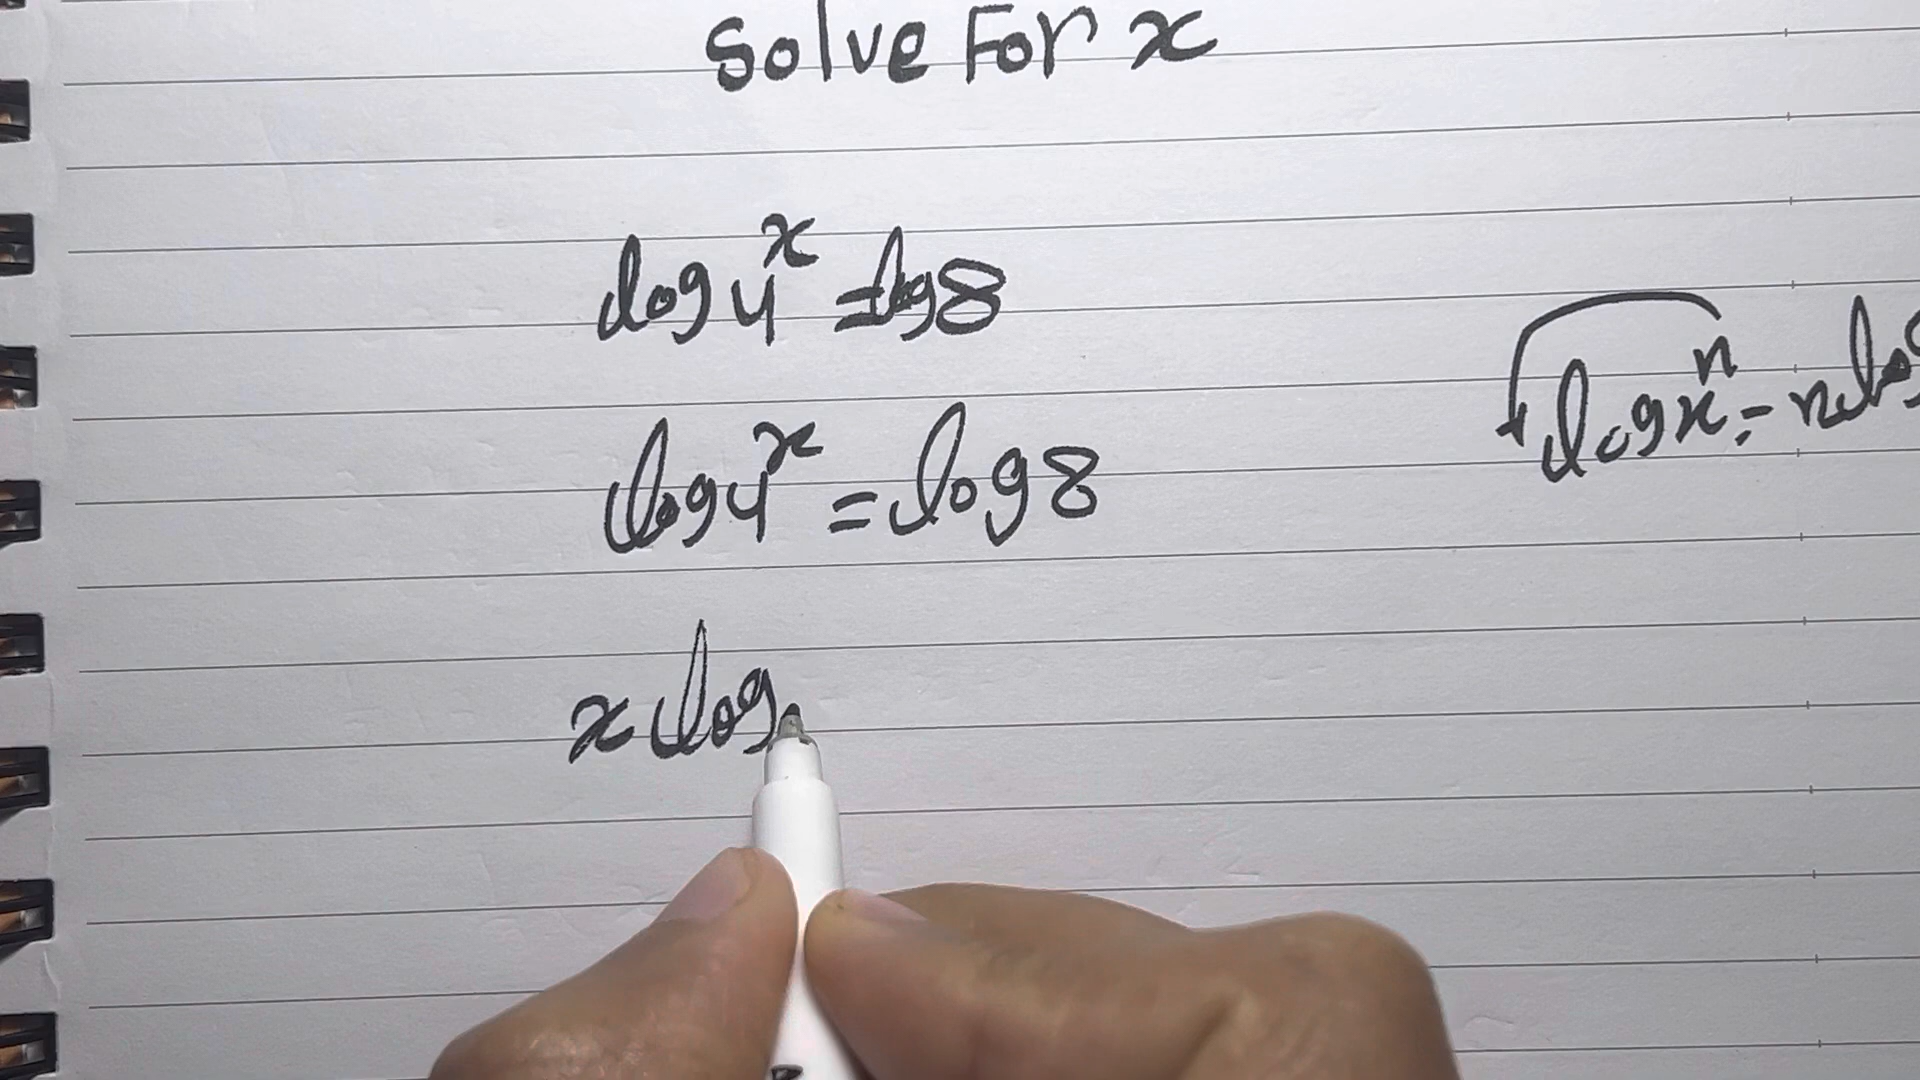 Solve For x
log 4^x = log 8
log x^n = n log
log 4^x = log 8
x log